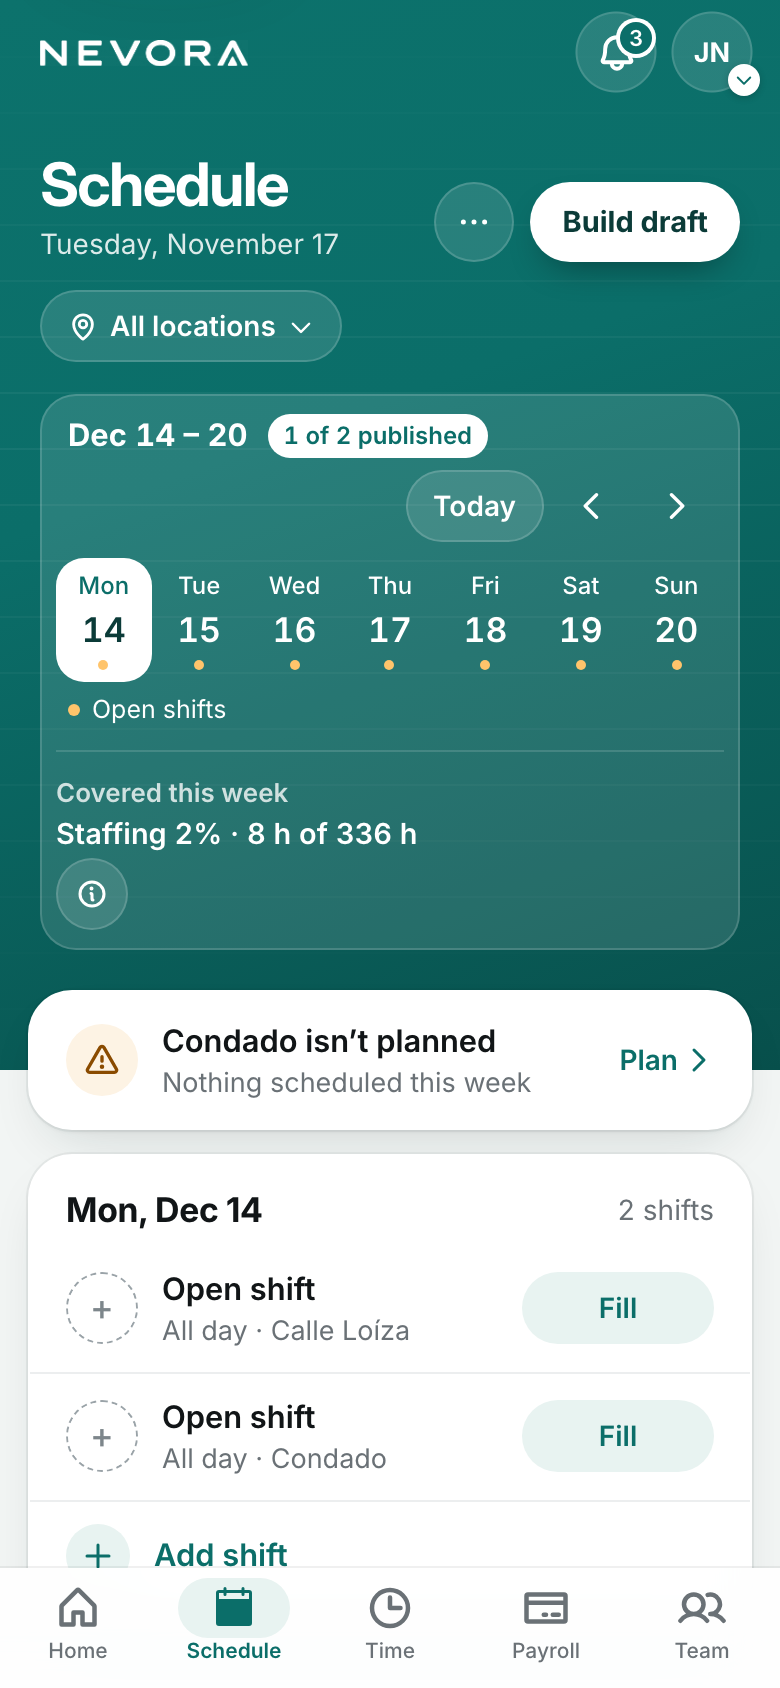 NEVORA
3
JN
Schedule
Tuesday, November 17
Build draft
All locations
Dec 14 – 20
1 of 2 published
Today
Mon Tue Wed Thu Fri Sat Sun
14 15 16 17 18 19 20
Open shifts
Covered this week
Staffing 2% · 8 h of 336 h
Condado isn’t planned
Nothing scheduled this week
Plan
Mon, Dec 14
2 shifts
Open shift
All day · Calle Loíza
Fill
Open shift
All day · Condado
Fill
Add shift
Home Schedule Time Payroll Team